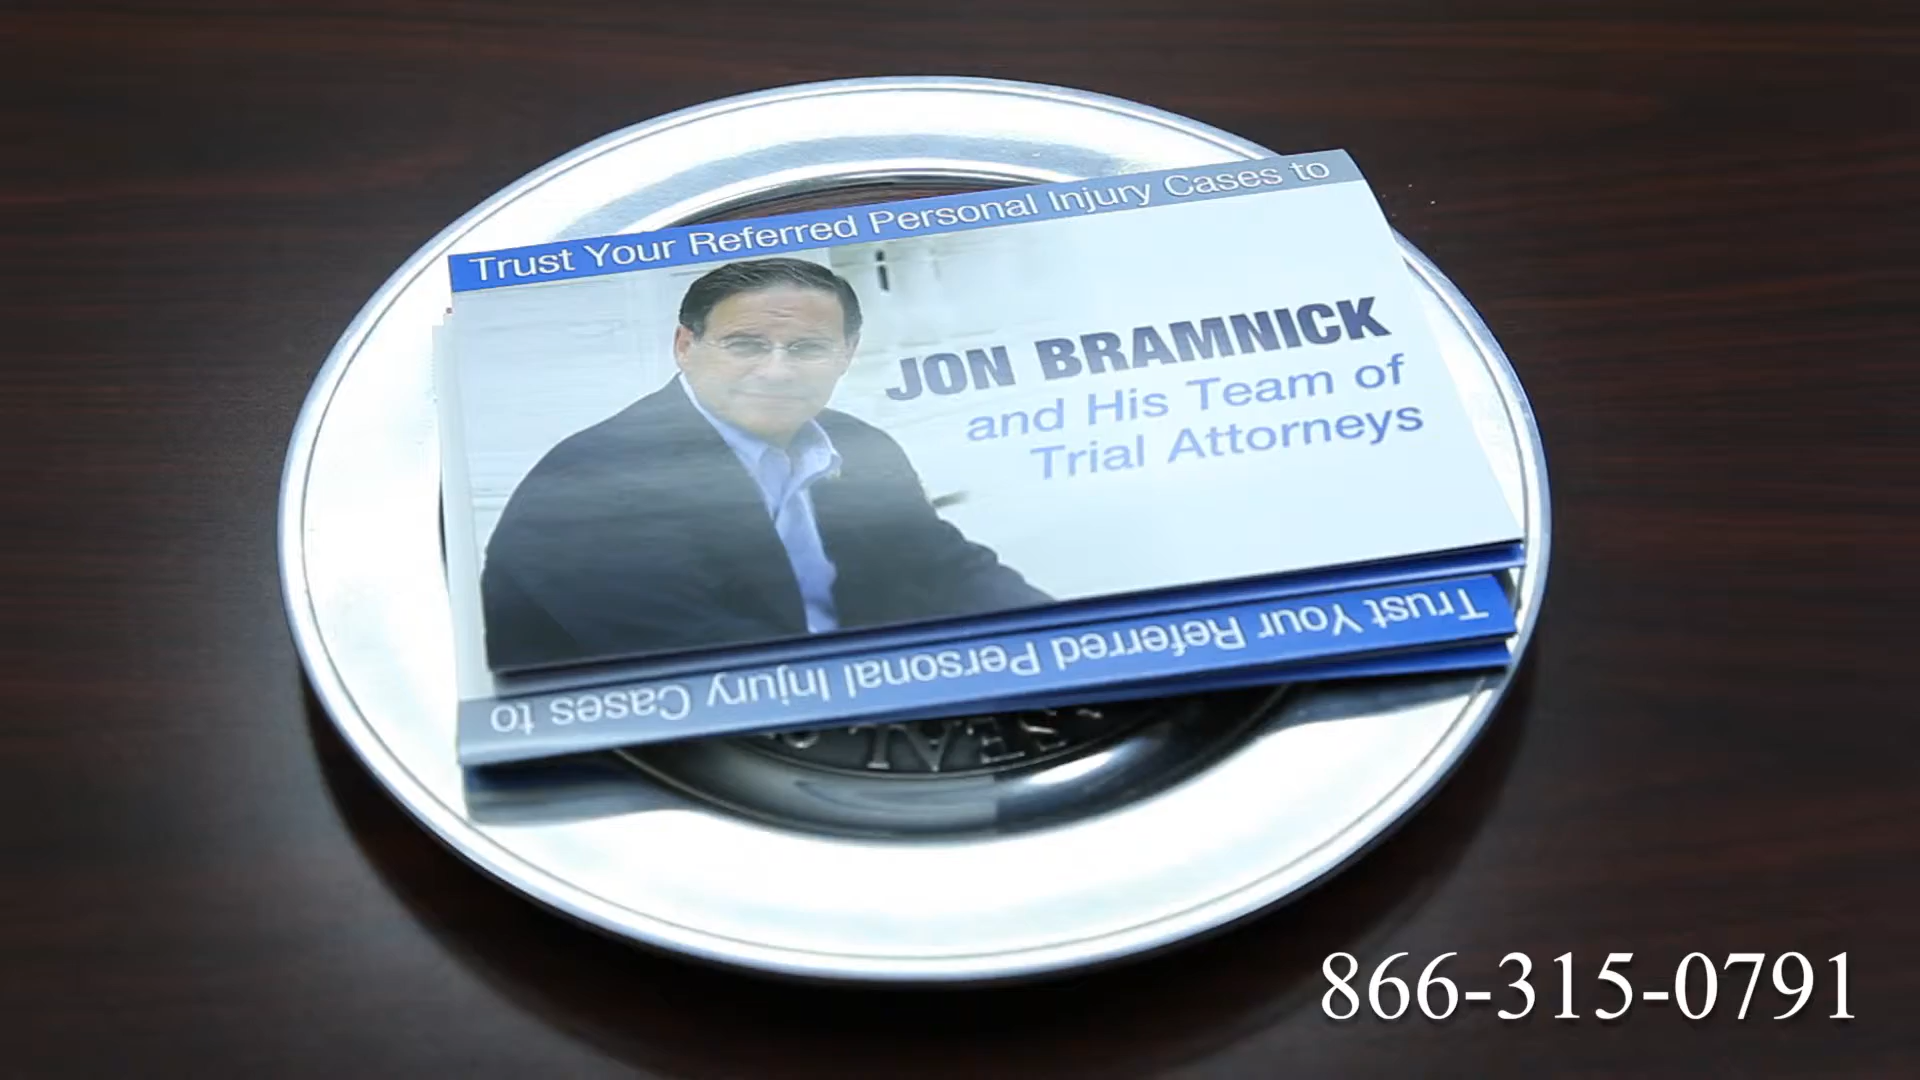 Trust Your Referred Personal Injury Cases to
JON BRAMNICK
and His Team of
Trial Attorneys
Trust Your Referred Personal Injury Cases to
SEAL
866-315-0791